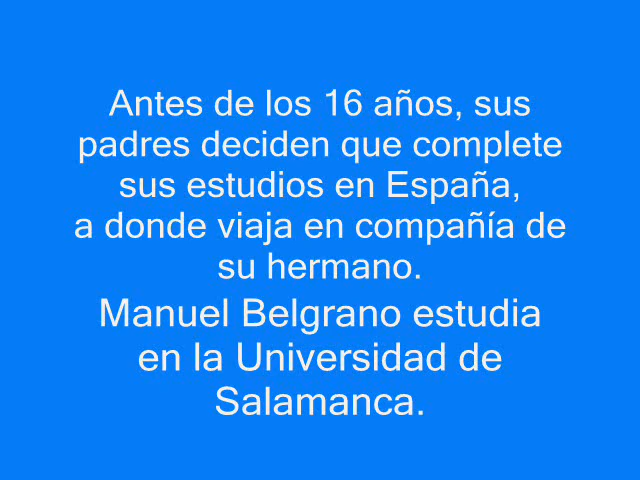 Antes de los 16 años, sus
padres deciden que complete
sus estudios en España,
a donde viaja en compañía de
su hermano.
Manuel Belgrano estudia
en la Universidad de
Salamanca.